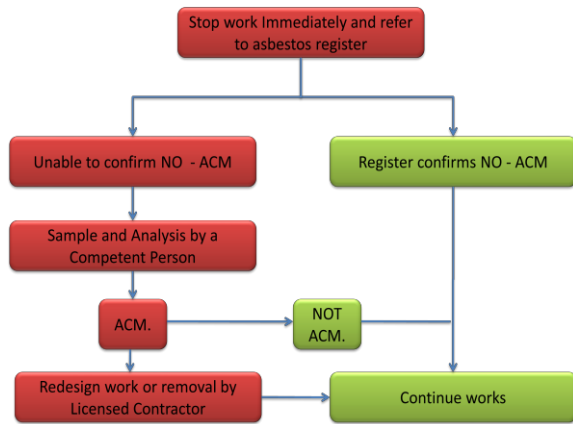 Stop work Immediately and refer
to asbestos register
Unable to confirm NO - ACM
Register confirms NO - ACM
Sample and Analysis by a
Competent Person
ACM.
NOT
ACM.
Redesign work or removal by
Licensed Contractor
Continue works